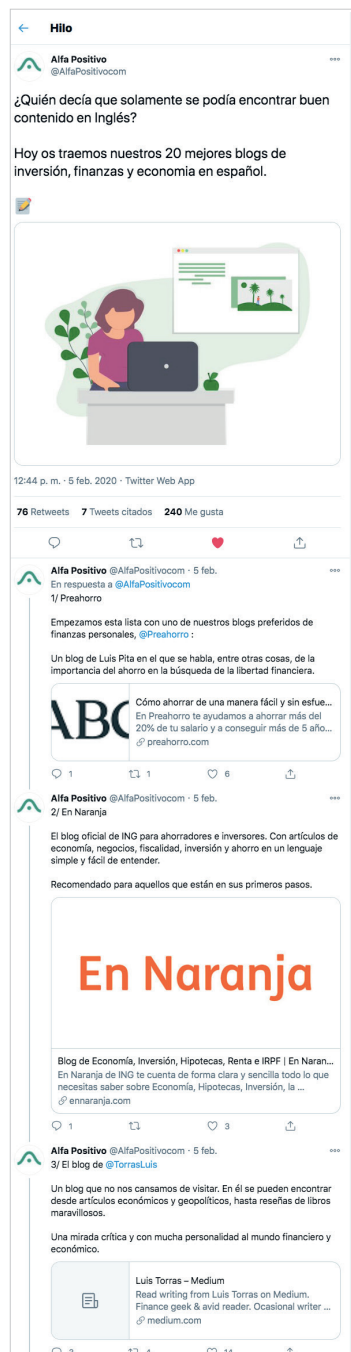 Hilo
Alfa Positivo
@AlfaPositivocom
¿Quién decía que solamente se podía encontrar buen
contenido en Inglés?
Hoy os traemos nuestros 20 mejores blogs de
inversión, finanzas y economia en español.
12:44 p. m. · 5 feb. 2020 · Twitter Web App
76 Retweets 7 Tweets citados 240 Me gusta
Alfa Positivo @AlfaPositivocom · 5 feb.
En respuesta a @AlfaPositivocom
1/ Preahorro
Empezamos esta lista con uno de nuestros blogs preferidos de
finanzas personales, @Preahorro :
Un blog de Luis Pita en el que se habla, entre otras cosas, de la
importancia del ahorro en la búsqueda de la libertad financiera.
ABC
Cómo ahorrar de una manera fácil y sin esfue...
En Preahorro te ayudamos a ahorrar más del
20% de tu salario y a conseguir más de 5 año...
preahorro.com
1 1 6
Alfa Positivo @AlfaPositivocom · 5 feb.
2/ En Naranja
El blog oficial de ING para ahorradores e inversores. Con artículos de
economía, negocios, fiscalidad, inversión y ahorro en un lenguaje
simple y fácil de entender.
Recomendado para aquellos que están en sus primeros pasos.
En Naranja
Blog de Economía, Inversión, Hipotecas, Renta e IRPF | En Naran...
En Naranja de ING te cuenta de forma clara y sencilla todo lo que
necesitas saber sobre Economía, Hipotecas, Inversión, la ...
ennaranja.com
1 3
Alfa Positivo @AlfaPositivocom · 5 feb.
3/ El blog de @TorrasLuis
Un blog que no nos cansamos de visitar. En él se pueden encontrar
desde artículos económicos y geopolíticos, hasta reseñas de libros
maravillosos.
Una mirada crítica y con mucha personalidad al mundo financiero y
económico.
Luis Torras – Medium
Read writing from Luis Torras on Medium.
Finance geek & avid reader. Ocasional writer ...
medium.com